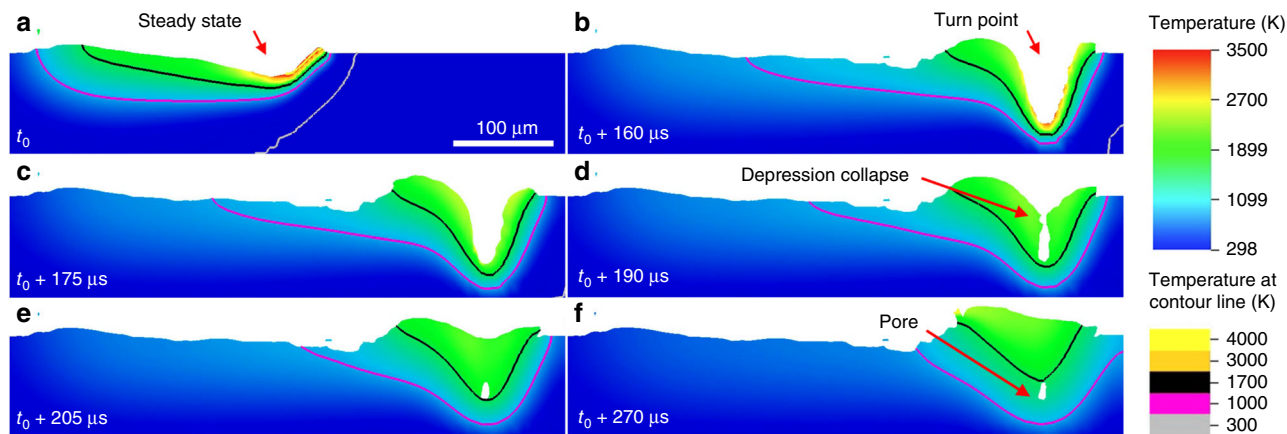 a
Steady state
t₀
100 μm
b
Turn point
t₀ + 160 μs
c
t₀ + 175 μs
d
Depression collapse
t₀ + 190 μs
e
t₀ + 205 μs
f
Pore
t₀ + 270 μs
Temperature (K)
3500
2700
1899
1099
298
Temperature at
contour line (K)
4000
3000
1700
1000
300